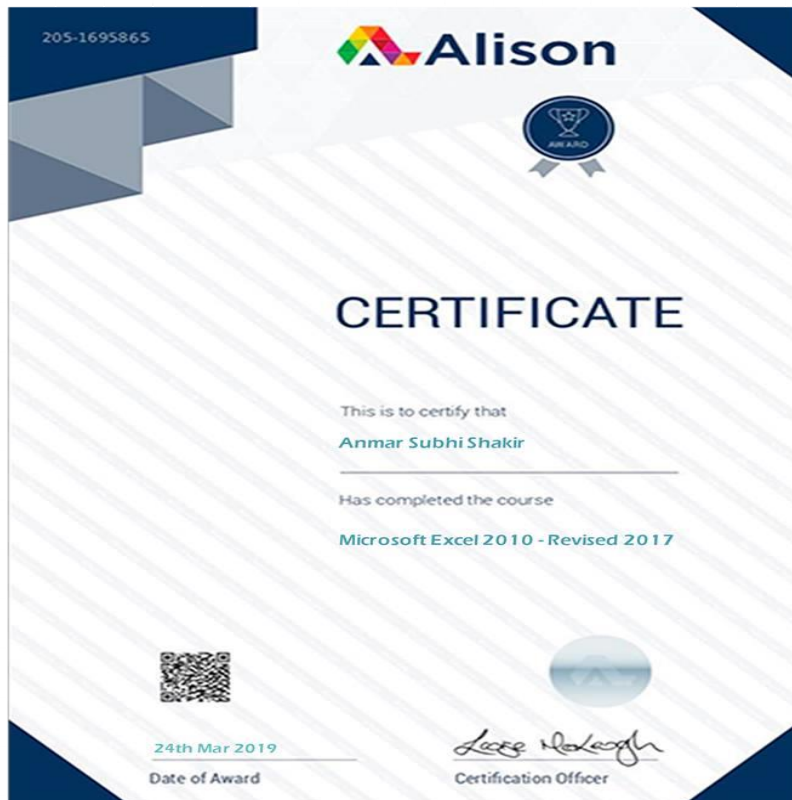 205-1695865
Alison
AWARD
CERTIFICATE
This is to certify that
Anmar Subhi Shakir
Has completed the course
Microsoft Excel 2010 - Revised 2017
24th Mar 2019
Date of Award
Certification Officer